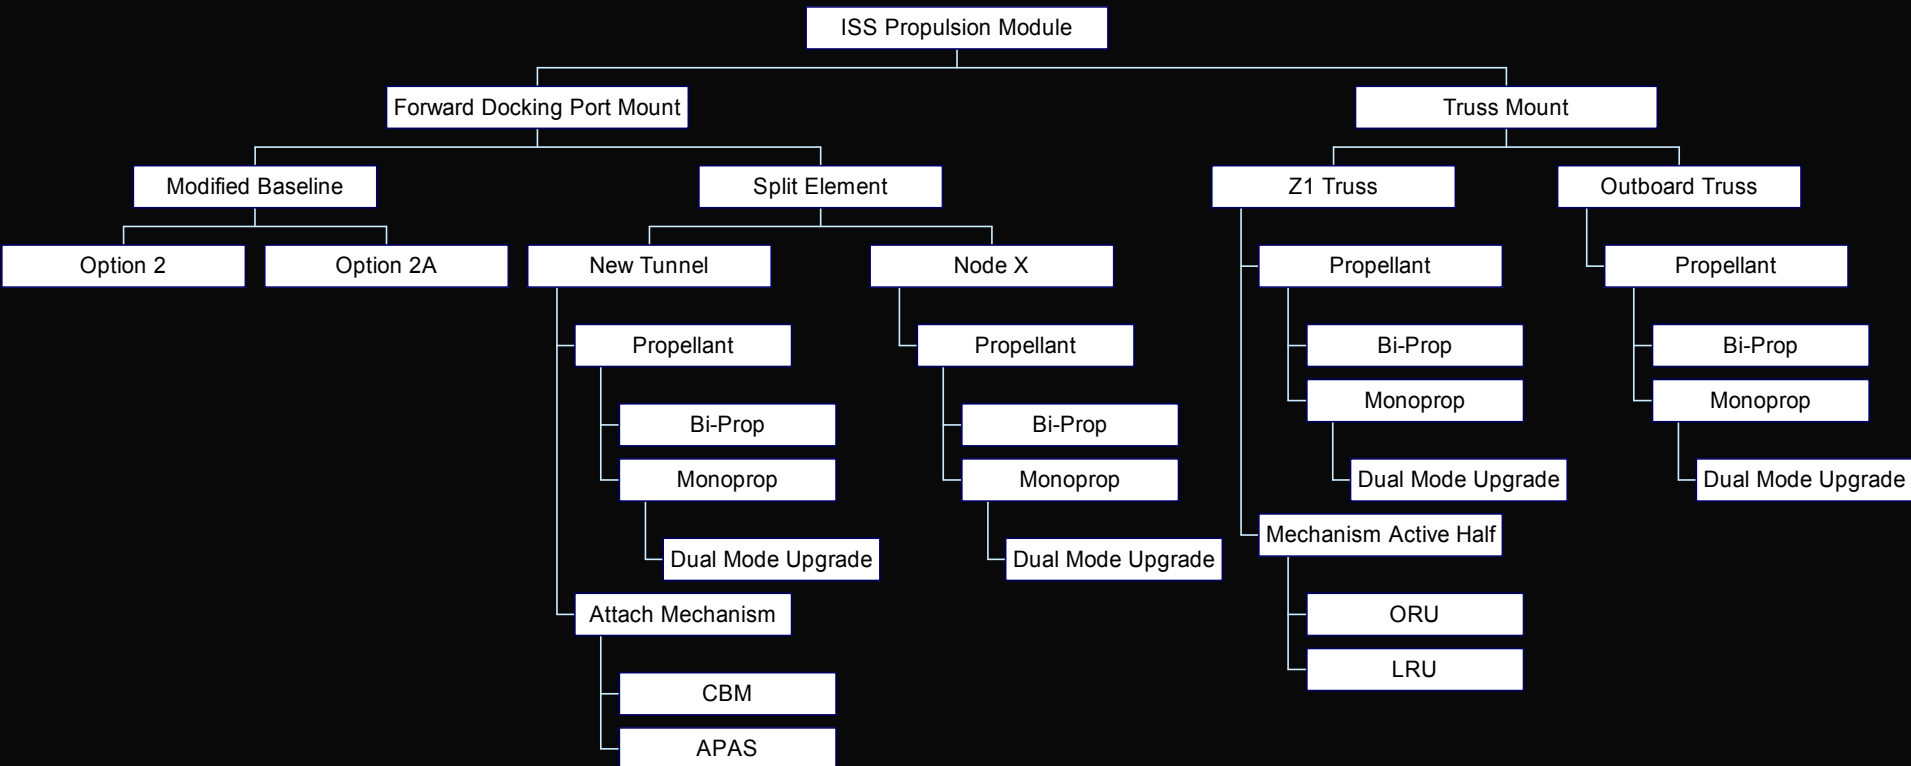 ISS Propulsion Module
Forward Docking Port Mount
Truss Mount
Modified Baseline
Split Element
Z1 Truss
Outboard Truss
Option 2
Option 2A
New Tunnel
Node X
Propellant
Propellant
Propellant
Propellant
Bi-Prop
Bi-Prop
Monoprop
Monoprop
Bi-Prop
Bi-Prop
Monoprop
Monoprop
Dual Mode Upgrade
Dual Mode Upgrade
Mechanism Active Half
Dual Mode Upgrade
Dual Mode Upgrade
Attach Mechanism
ORU
LRU
CBM
APAS